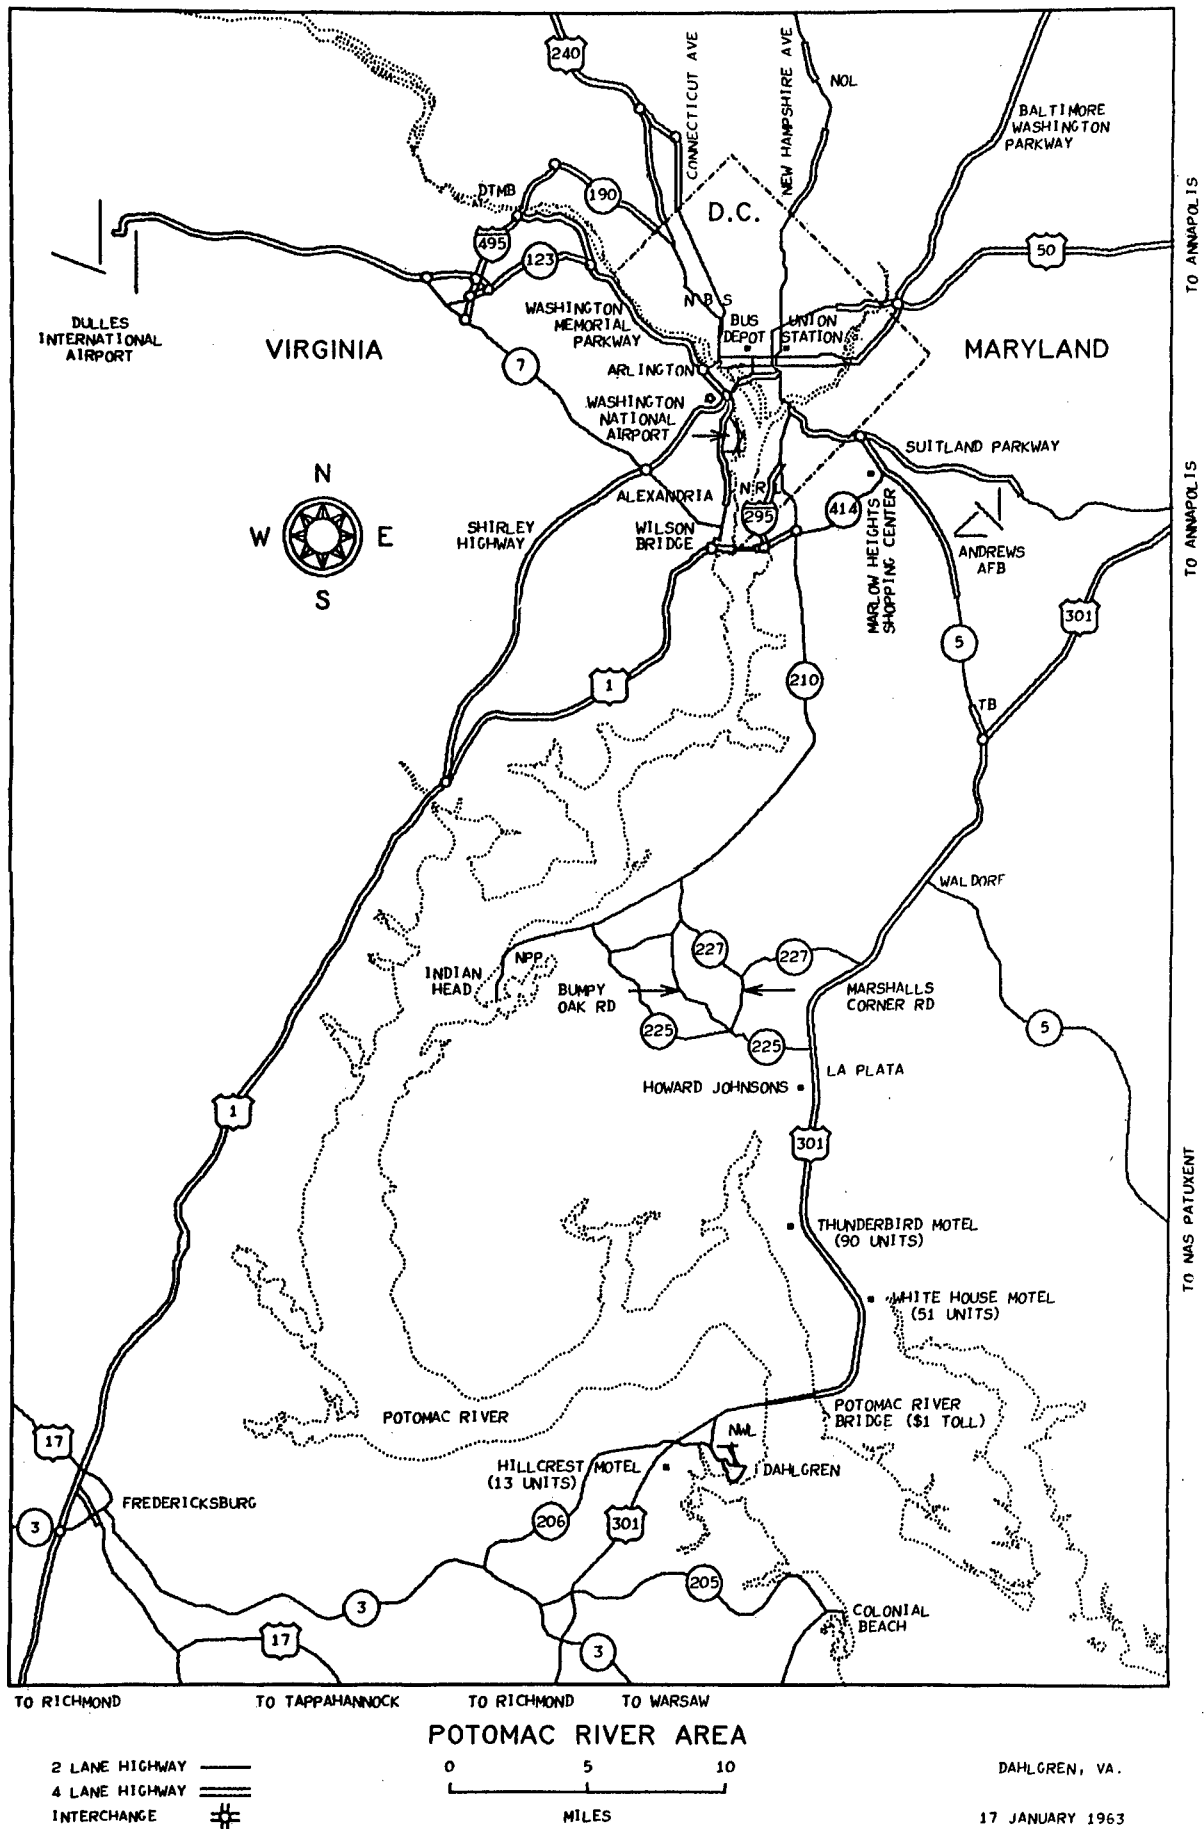 240
CONNECTICUT AVE
NEW HAMPSHIRE AVE
NOL
BALTIMORE
WASHINGTON
PARKWAY
TO ANNAPOLIS
DTMB
190
D.C.
495
123
50
N B S
WASHINGTON
MEMORIAL
PARKWAY
BUS
DEPOT
UNION
STATION
DULLES
INTERNATIONAL
AIRPORT
VIRGINIA
MARYLAND
7
ARLINGTON
WASHINGTON
NATIONAL
AIRPORT
SUITLAND PARKWAY
N
W
E
S
ALEXANDRIA
N R
295
414
SHIRLEY
HIGHWAY
WILSON
BRIDGE
MARLOW HEIGHTS
SHOPPING CENTER
ANDREWS
AFB
TO ANNAPOLIS
301
5
1
210
TB
WALDORF
227
227
INDIAN
HEAD
NPP
BUMPY
OAK RD
MARSHALLS
CORNER RD
225
225
5
LA PLATA
HOWARD JOHNSONS
1
301
TO NAS PATUXENT
THUNDERBIRD MOTEL
(90 UNITS)
WHITE HOUSE MOTEL
(51 UNITS)
POTOMAC RIVER
POTOMAC RIVER
BRIDGE ($1 TOLL)
17
NWL
HILLCREST MOTEL
(13 UNITS)
DAHLGREN
FREDERICKSBURG
3
206
301
205
3
COLONIAL
BEACH
17
3
TO RICHMOND
TO TAPPAHANNOCK
TO RICHMOND
TO WARSAW
POTOMAC RIVER AREA
2 LANE HIGHWAY
4 LANE HIGHWAY
INTERCHANGE
0 5 10
MILES
DAHLGREN, VA.
17 JANUARY 1963